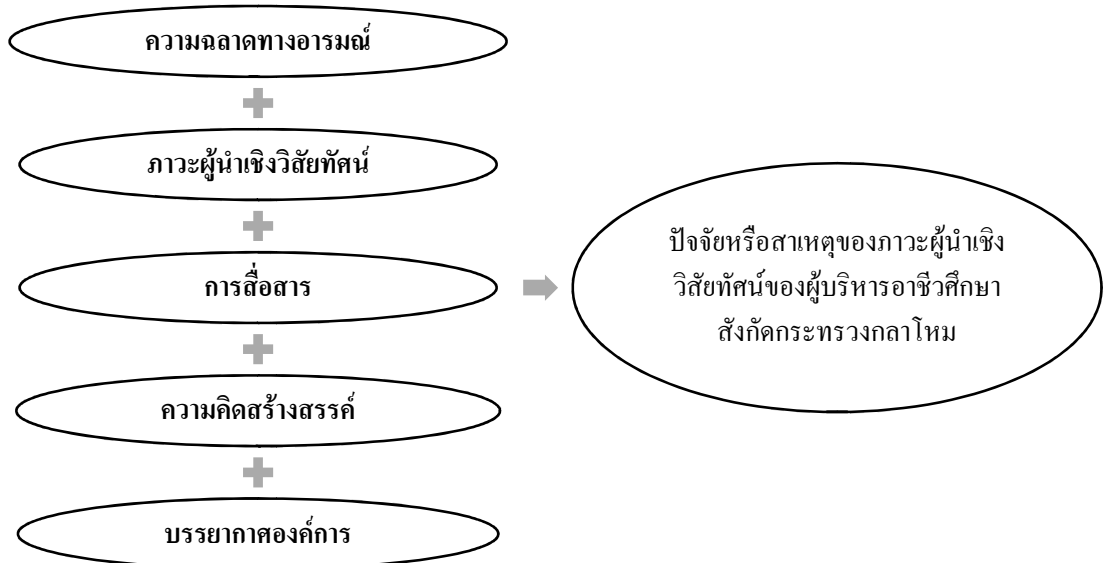 ความฉลาดทางอารมณ์
ภาวะผู้นำเชิงวิสัยทัศน์
การสื่อสาร
ความคิดสร้างสรรค์
บรรยากาศองค์การ
ปัจจัยหรือสาเหตุของภาวะผู้นำเชิง
วิสัยทัศน์ของผู้บริหารอาชีวศึกษา
สังกัดกระทรวงกลาโหม